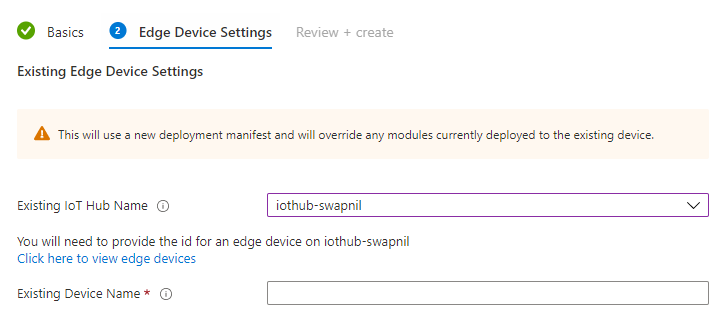 Basics
2 Edge Device Settings
Review + create
Existing Edge Device Settings
This will use a new deployment manifest and will override any modules currently deployed to the existing device.
Existing IoT Hub Name
iothub-swapnil
You will need to provide the id for an edge device on iothub-swapnil
Click here to view edge devices
Existing Device Name *